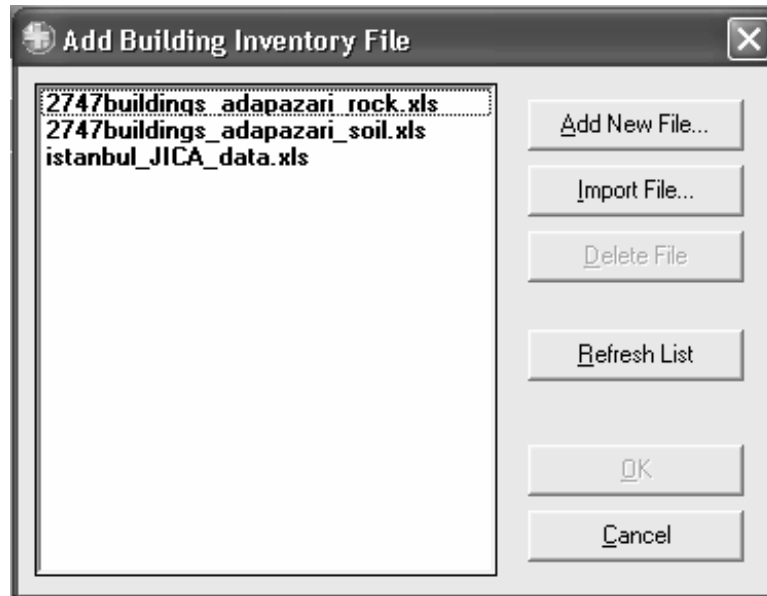 Add Building Inventory File
2747buildings_adapazari_rock.xls
2747buildings_adapazari_soil.xls
istanbul_JICA_data.xls
Add New File...
Import File...
Delete File
Refresh List
OK
Cancel